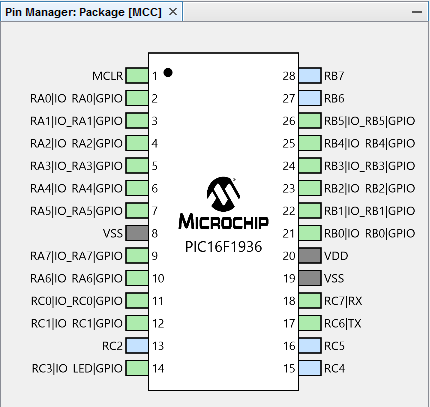 Pin Manager: Package [MCC]
MCLR 1
RA0|IO_RA0|GPIO 2
RA1|IO_RA1|GPIO 3
RA2|IO_RA2|GPIO 4
RA3|IO_RA3|GPIO 5
RA4|IO_RA4|GPIO 6
RA5|IO_RA5|GPIO 7
VSS 8
RA7|IO_RA7|GPIO 9
RA6|IO_RA6|GPIO 10
RC0|IO_RC0|GPIO 11
RC1|IO_RC1|GPIO 12
RC2 13
RC3|IO_LED|GPIO 14
MICROCHIP
PIC16F1936
28 RB7
27 RB6
26 RB5|IO_RB5|GPIO
25 RB4|IO_RB4|GPIO
24 RB3|IO_RB3|GPIO
23 RB2|IO_RB2|GPIO
22 RB1|IO_RB1|GPIO
21 RB0|IO_RB0|GPIO
20 VDD
19 VSS
18 RC7|RX
17 RC6|TX
16 RC5
15 RC4